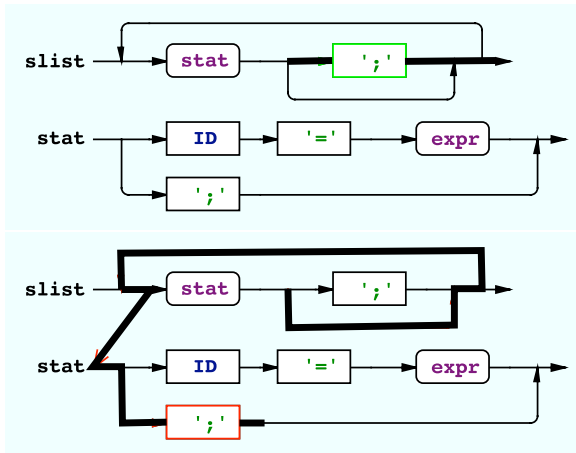 slist stat ';'
stat ID '=' expr
';'
slist stat ';'
stat ID '=' expr
';'